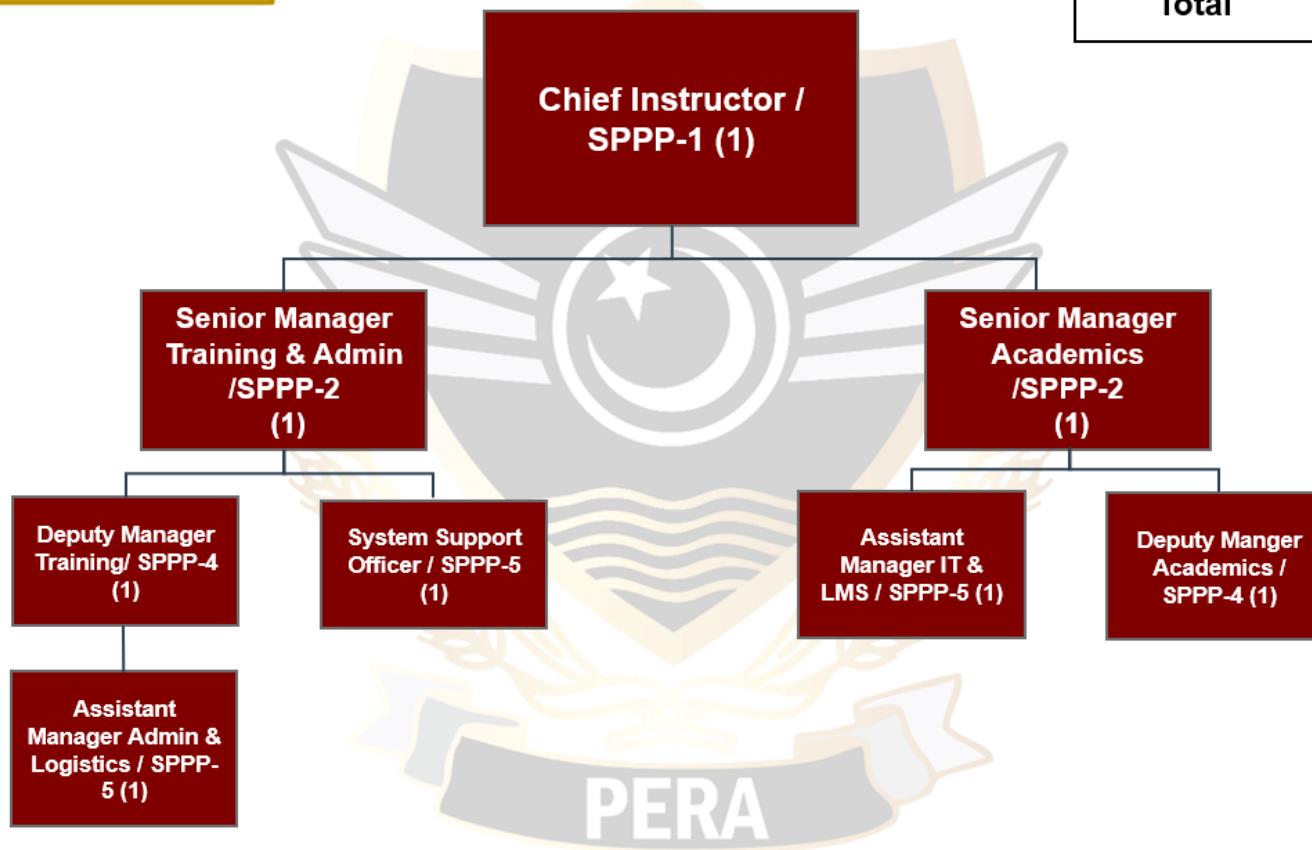 Total
Chief Instructor /
SPPP-1 (1)
Senior Manager
Training & Admin
/SPPP-2
(1)
Senior Manager
Academics
/SPPP-2
(1)
Deputy Manager
Training/ SPPP-4
(1)
System Support
Officer / SPPP-5
(1)
Assistant
Manager IT &
LMS / SPPP-5 (1)
Deputy Manger
Academics /
SPPP-4 (1)
Assistant
Manager Admin &
Logistics / SPPP-
5 (1)
PERA